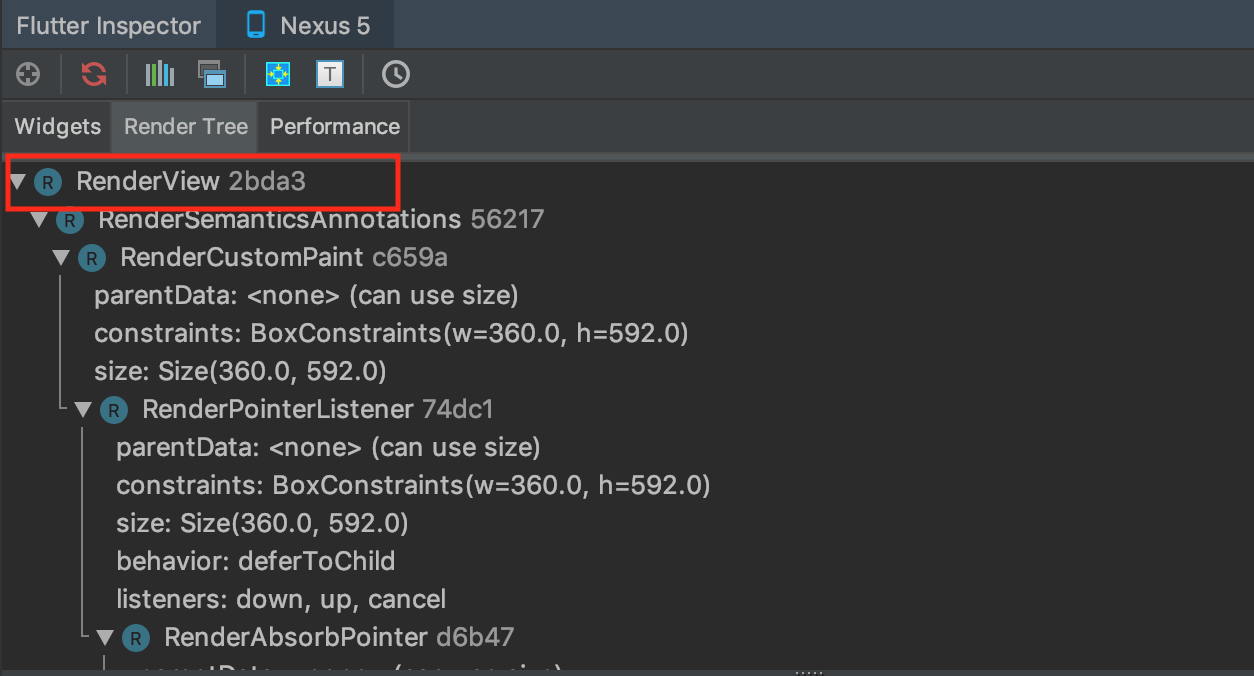 Flutter Inspector Nexus 5
T
Widgets Render Tree Performance
R RenderView 2bda3
R RenderSemanticsAnnotations 56217
R RenderCustomPaint c659a
parentData: <none> (can use size)
constraints: BoxConstraints(w=360.0, h=592.0)
size: Size(360.0, 592.0)
R RenderPointerListener 74dc1
parentData: <none> (can use size)
constraints: BoxConstraints(w=360.0, h=592.0)
size: Size(360.0, 592.0)
behavior: deferToChild
listeners: down, up, cancel
R RenderAbsorbPointer d6b47